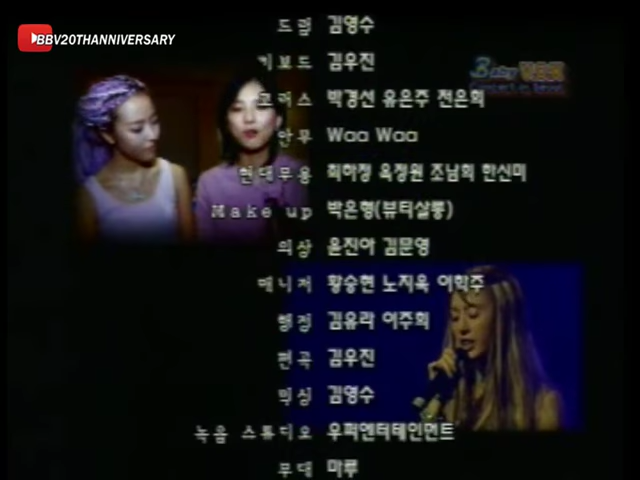 BBV20THANNIVERSARY
드럼 김영수
키보드 김우진
Baby VOX
코러스 박경선 유은주 전은희
안무 Waa Waa
현대무용 최하정 옥정원 조남희 한신미
Make up 박은형(뷰티살롱)
의상 윤진아 김문영
매니저 황승현 노지욱 이학주
행정 김유라 이주희
편곡 김우진
믹싱 김영수
녹음 스튜디오 우퍼엔터테인먼트
무대 마루